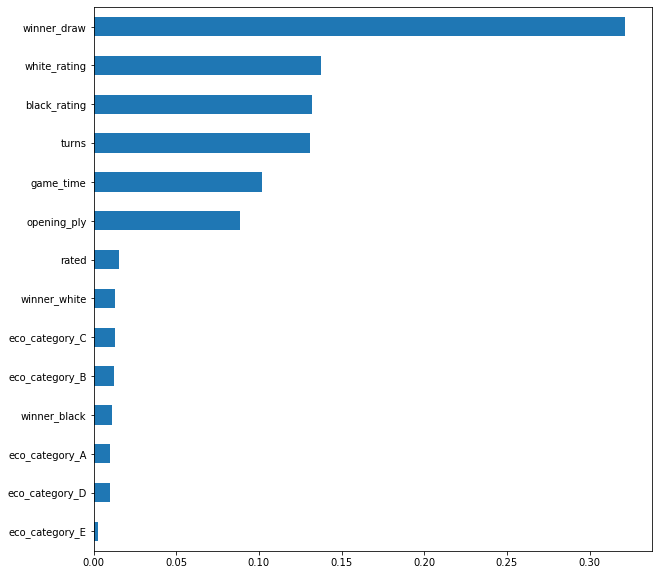 winner_draw
white_rating
black_rating
turns
game_time
opening_ply
rated
winner_white
eco_category_C
eco_category_B
winner_black
eco_category_A
eco_category_D
eco_category_E
0.00 0.05 0.10 0.15 0.20 0.25 0.30